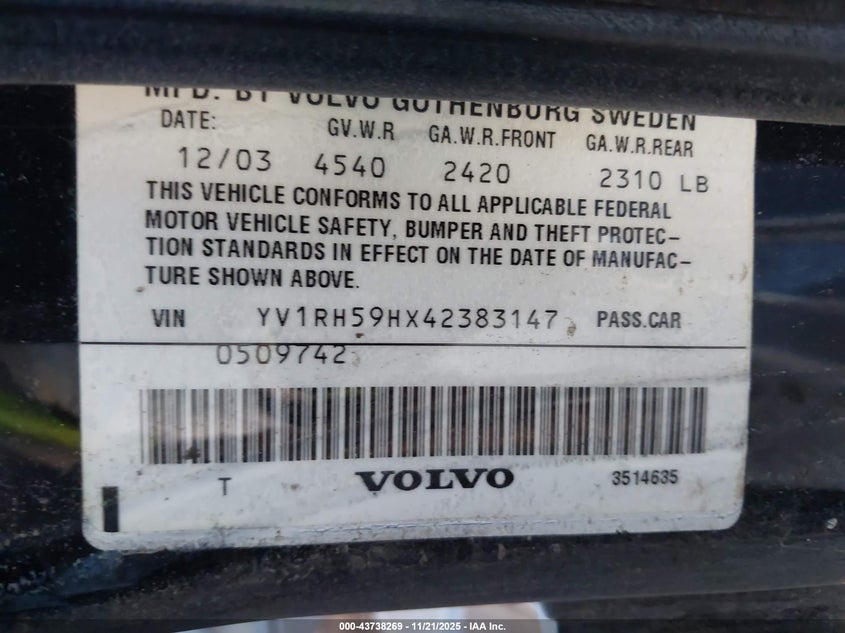 MFD. BY VOLVO GOTHENBURG SWEDEN
DATE: GV.W.R GA.W.R.FRONT GA.W.R.REAR
12/03 4540 2420 2310 LB
THIS VEHICLE CONFORMS TO ALL APPLICABLE FEDERAL
MOTOR VEHICLE SAFETY, BUMPER AND THEFT PROTEC-
TION STANDARDS IN EFFECT ON THE DATE OF MANUFAC-
TURE SHOWN ABOVE.
VIN YV1RH59HX42383147 PASS.CAR
0509742
T VOLVO 3514635
000-43738269 - 11/21/2025 - IAA Inc.